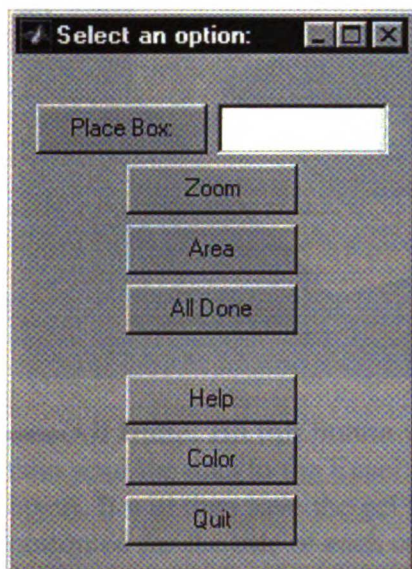 Select an option:
Place Box:
Zoom
Area
All Done
Help
Color
Quit